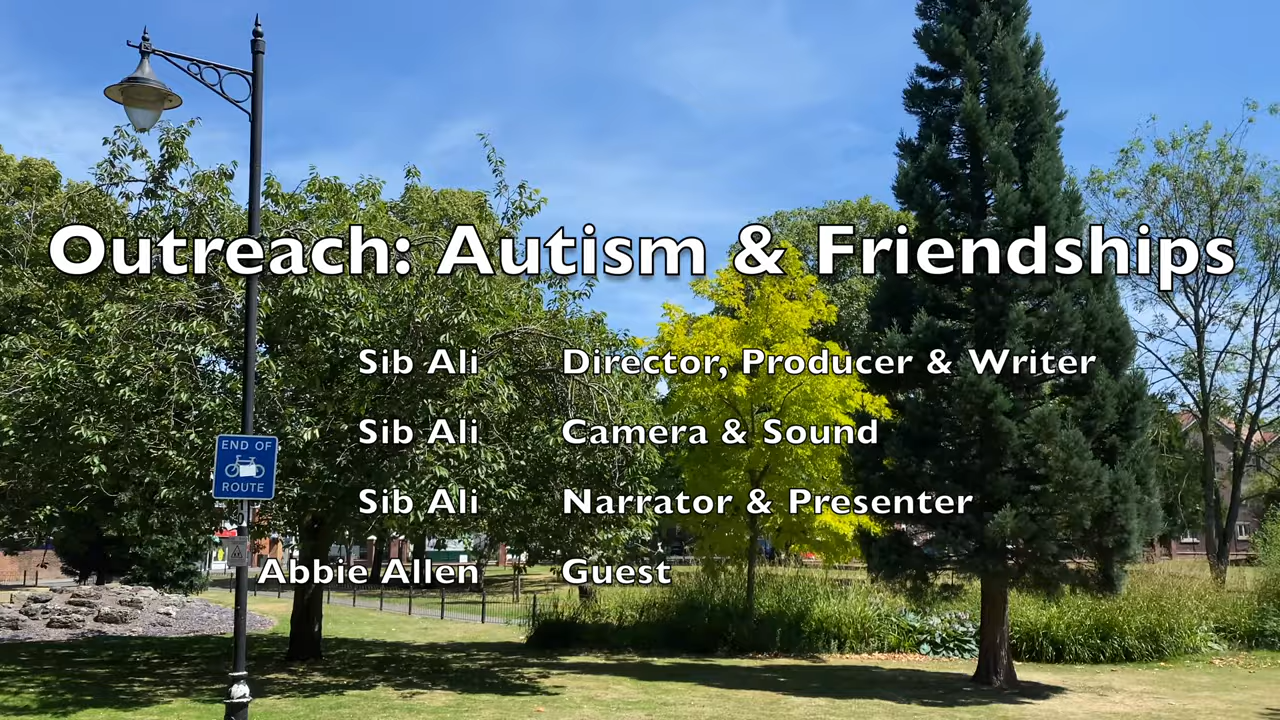 Outreach: Autism & Friendships
Sib Ali Director, Producer & Writer
Sib Ali Camera & Sound
Sib Ali Narrator & Presenter
Abbie Allen Guest
END OF
ROUTE